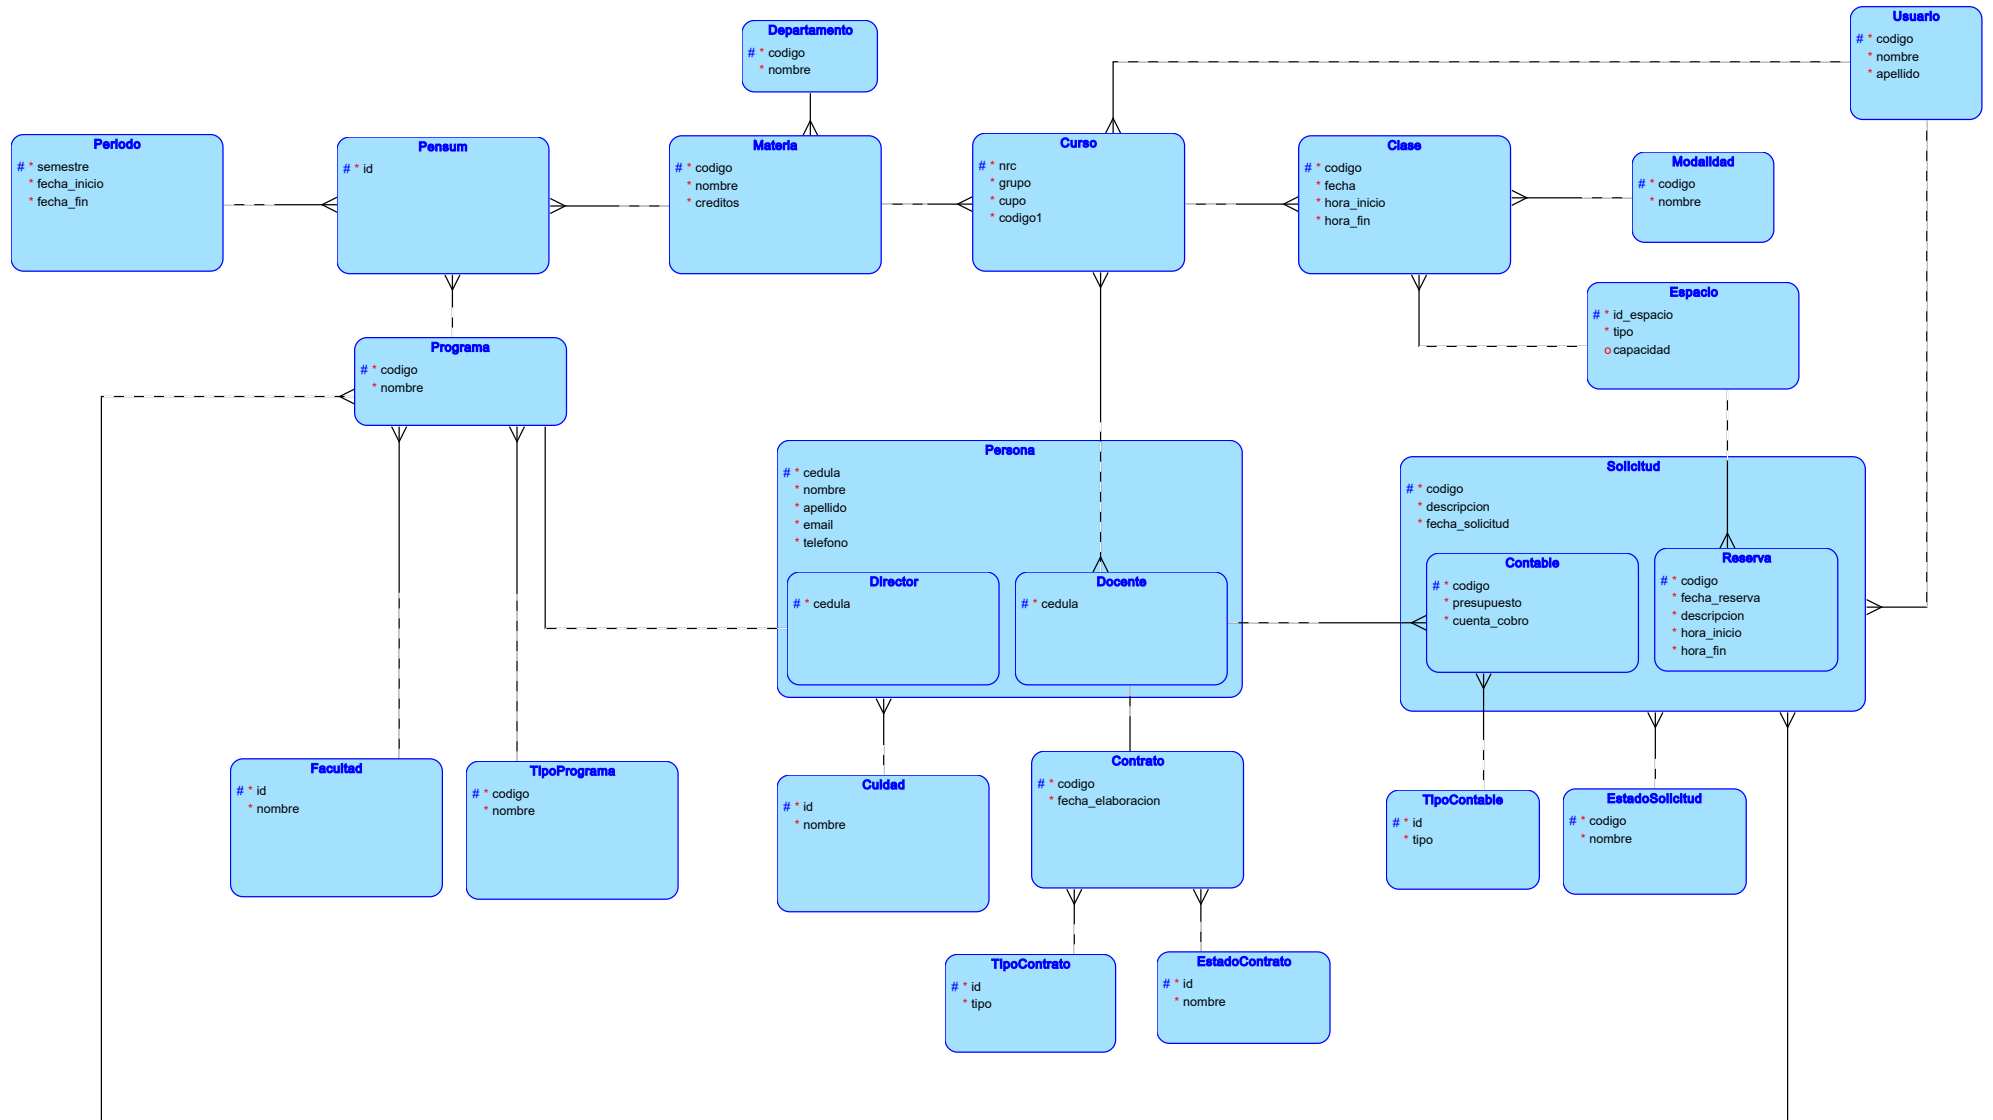 Departamento
# * codigo
* nombre
Usuario
# * codigo
* nombre
* apellido
Periodo
# * semestre
* fecha_inicio
* fecha_fin
Pensum
# * id
Materia
# * codigo
* nombre
* creditos
Curso
# * nrc
* grupo
* cupo
* codigo1
Clase
# * codigo
* fecha
* hora_inicio
* hora_fin
Modalidad
# * codigo
* nombre
Espacio
# * id_espacio
* tipo
o capacidad
Programa
# * codigo
* nombre
Persona
# * cedula
* nombre
* apellido
* email
* telefono
Director
# * cedula
Docente
# * cedula
Solicitud
# * codigo
* descripcion
* fecha_solicitud
Contable
# * codigo
* presupuesto
* cuenta_cobro
Reserva
# * codigo
* fecha_reserva
* descripcion
* hora_inicio
* hora_fin
Facultad
# * id
* nombre
TipoPrograma
# * codigo
* nombre
Cuidad
# * id
* nombre
Contrato
# * codigo
* fecha_elaboracion
TipoContable
# * id
* tipo
EstadoSolicitud
# * codigo
* nombre
TipoContrato
# * id
* tipo
EstadoContrato
# * id
* nombre